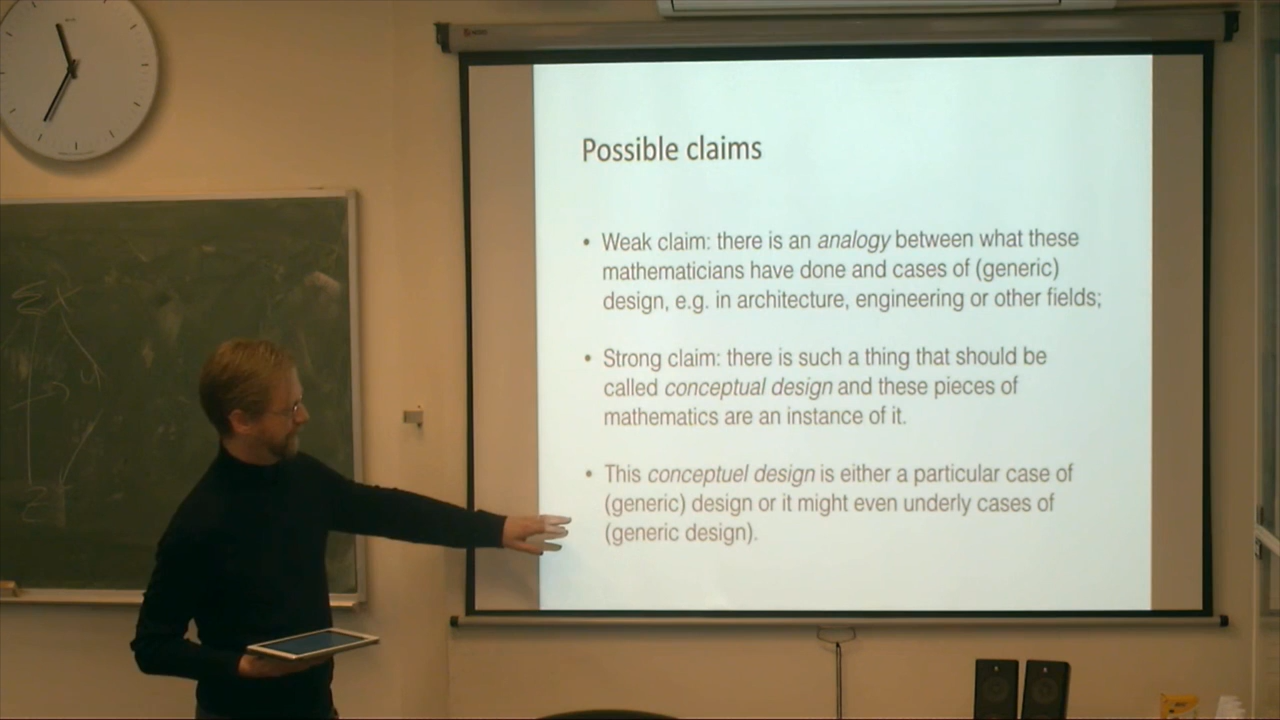 Possible claims
• Weak claim: there is an analogy between what these
mathematicians have done and cases of (generic)
design, e.g. in architecture, engineering or other fields;
• Strong claim: there is such a thing that should be
called conceptual design and these pieces of
mathematics are an instance of it.
• This conceptuel design is either a particular case of
(generic) design or it might even underly cases of
(generic design).